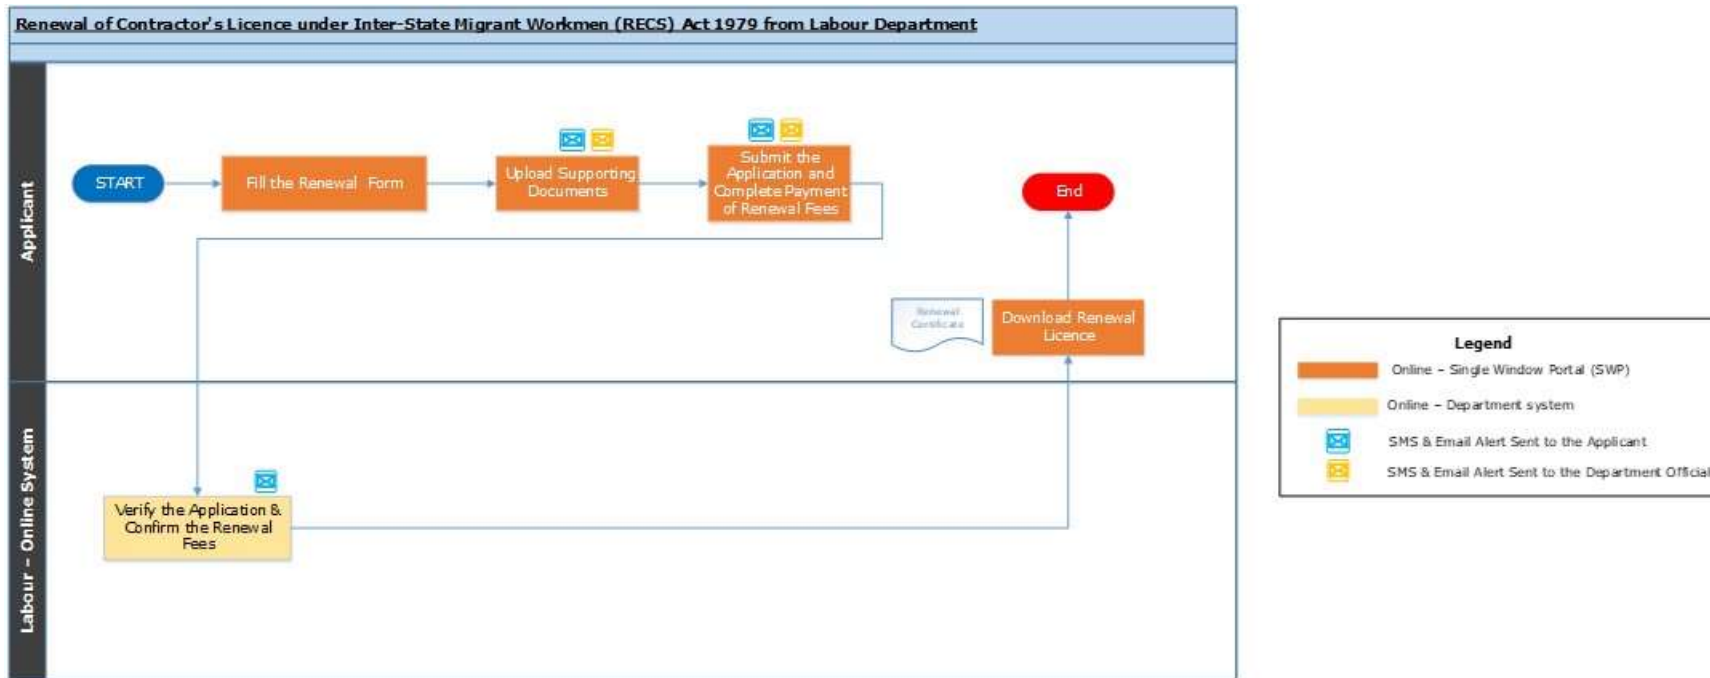 Renewal of Contractor's Licence under Inter-State Migrant Workmen (RECS) Act 1979 from Labour Department
Applicant
START
Fill the Renewal Form
Upload Supporting
Documents
Submit the
Application and
Complete Payment
of Renewal Fees
End
Renewal
Certificate
Download Renewal
Licence
Labour - Online System
Verify the Application &
Confirm the Renewal
Fees
Legend
Online – Single Window Portal (SWP)
Online – Department system
SMS & Email Alert Sent to the Applicant
SMS & Email Alert Sent to the Department Official